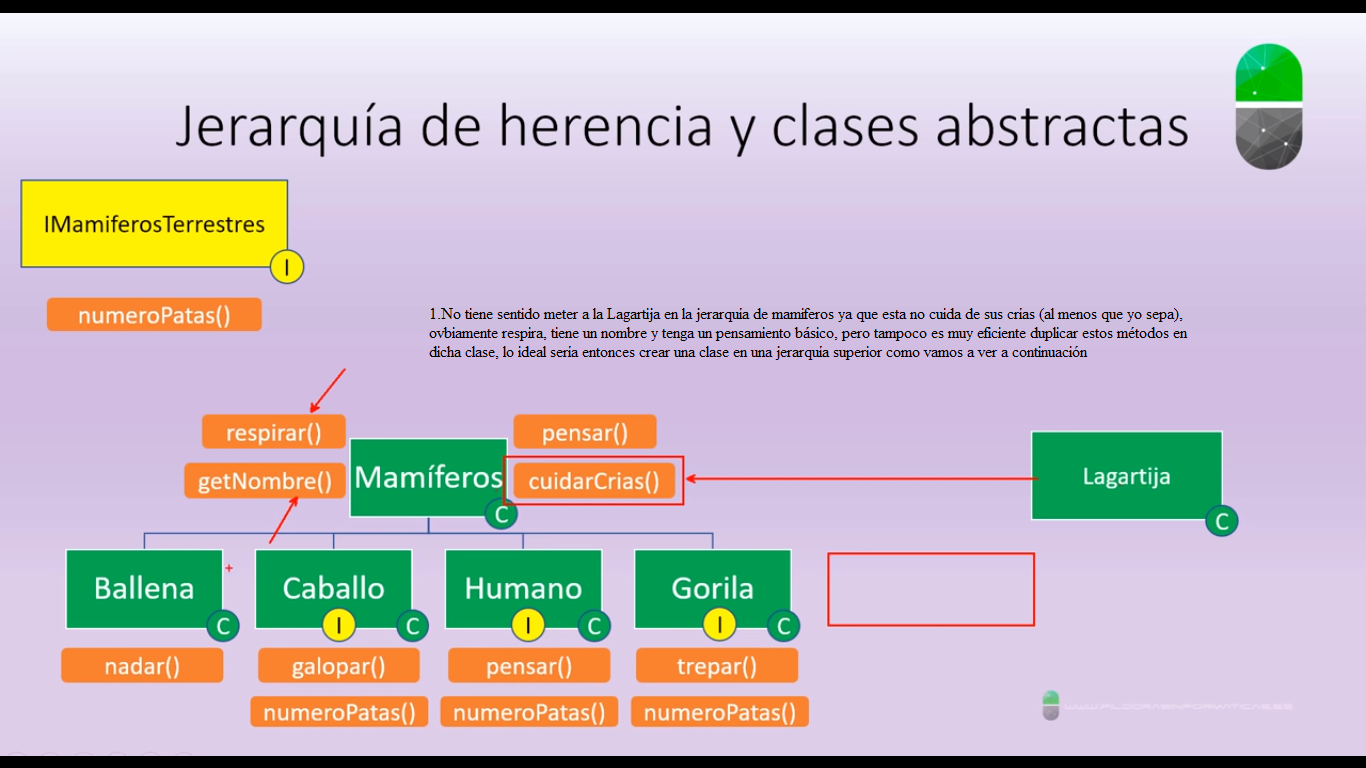 Jerarquía de herencia y clases abstractas
IMamiferosTerrestres
I
numeroPatas()
1.No tiene sentido meter a la Lagartija en la jerarquia de mamiferos ya que esta no cuida de sus crias (al menos que yo sepa),
ovbiamente respira, tiene un nombre y tenga un pensamiento básico, pero tampoco es muy eficiente duplicar estos métodos en
dicha clase, lo ideal seria entonces crear una clase en una jerarquia superior como vamos a ver a continuación
respirar()
pensar()
getNombre()
Mamíferos
cuidarCrias()
C
Lagartija
C
Ballena
C
Caballo
I
C
Humano
I
C
Gorila
I
C
nadar()
galopar()
pensar()
trepar()
numeroPatas()
numeroPatas()
numeroPatas()
WWW.PILDORASINFORMATICAS.ES